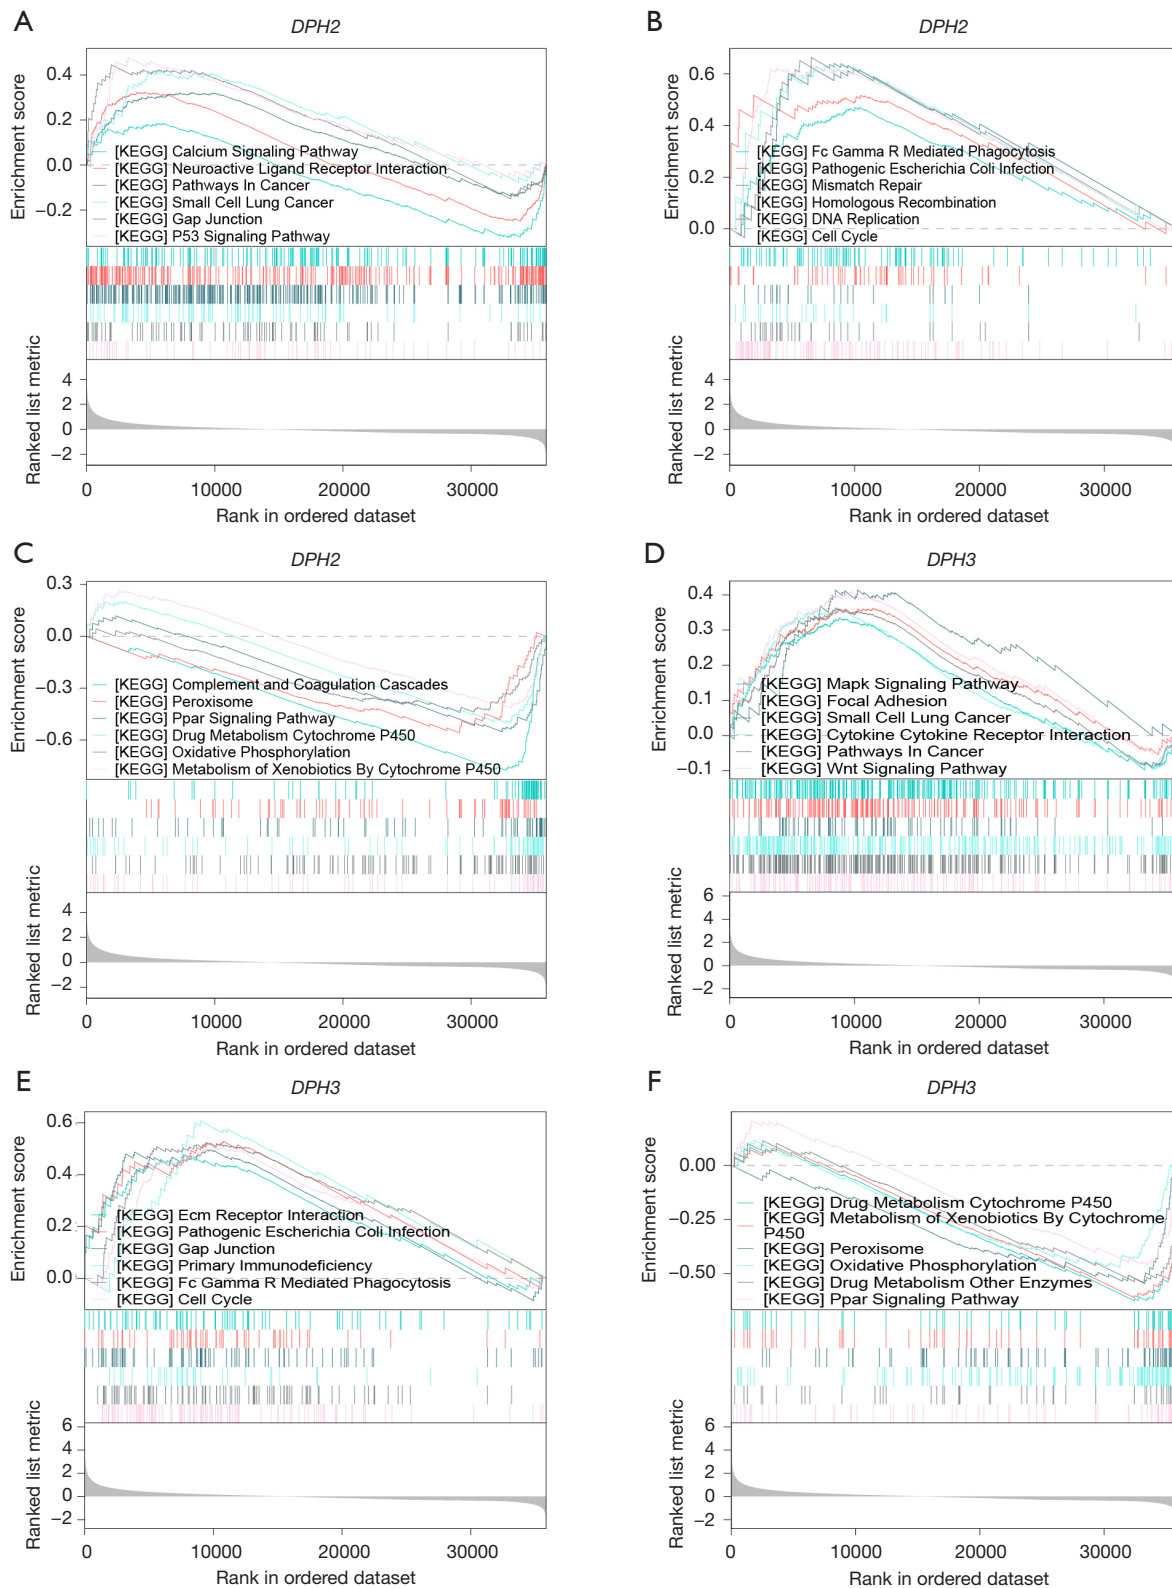 A
DPH2
Enrichment score
0.4
0.2
0.0
−0.2
[KEGG] Calcium Signaling Pathway
[KEGG] Neuroactive Ligand Receptor Interaction
[KEGG] Pathways In Cancer
[KEGG] Small Cell Lung Cancer
[KEGG] Gap Junction
[KEGG] P53 Signaling Pathway
Ranked list metric
4
2
0
−2
0 10000 20000 30000
Rank in ordered dataset
B
DPH2
Enrichment score
0.6
0.4
0.2
0.0
[KEGG] Fc Gamma R Mediated Phagocytosis
[KEGG] Pathogenic Escherichia Coli Infection
[KEGG] Mismatch Repair
[KEGG] Homologous Recombination
[KEGG] DNA Replication
[KEGG] Cell Cycle
Ranked list metric
4
2
0
−2
0 10000 20000 30000
Rank in ordered dataset
C
DPH2
Enrichment score
0.3
0.0
−0.3
−0.6
[KEGG] Complement and Coagulation Cascades
[KEGG] Peroxisome
[KEGG] Ppar Signaling Pathway
[KEGG] Drug Metabolism Cytochrome P450
[KEGG] Oxidative Phosphorylation
[KEGG] Metabolism of Xenobiotics By Cytochrome P450
Ranked list metric
4
2
0
−2
0 10000 20000 30000
Rank in ordered dataset
D
DPH3
Enrichment score
0.4
0.3
0.2
0.1
0.0
−0.1
[KEGG] Mapk Signaling Pathway
[KEGG] Focal Adhesion
[KEGG] Small Cell Lung Cancer
[KEGG] Cytokine Cytokine Receptor Interaction
[KEGG] Pathways In Cancer
[KEGG] Wnt Signaling Pathway
Ranked list metric
6
4
2
0
−2
0 10000 20000 30000
Rank in ordered dataset
E
DPH3
Enrichment score
0.6
0.4
0.2
0.0
[KEGG] Ecm Receptor Interaction
[KEGG] Pathogenic Escherichia Coli Infection
[KEGG] Gap Junction
[KEGG] Primary Immunodeficiency
[KEGG] Fc Gamma R Mediated Phagocytosis
[KEGG] Cell Cycle
Ranked list metric
6
4
2
0
−2
0 10000 20000 30000
Rank in ordered dataset
F
DPH3
Enrichment score
0.00
−0.25
−0.50
[KEGG] Drug Metabolism Cytochrome P450
[KEGG] Metabolism of Xenobiotics By Cytochrome
P450
[KEGG] Peroxisome
[KEGG] Oxidative Phosphorylation
[KEGG] Drug Metabolism Other Enzymes
[KEGG] Ppar Signaling Pathway
Ranked list metric
6
4
2
0
−2
0 10000 20000 30000
Rank in ordered dataset